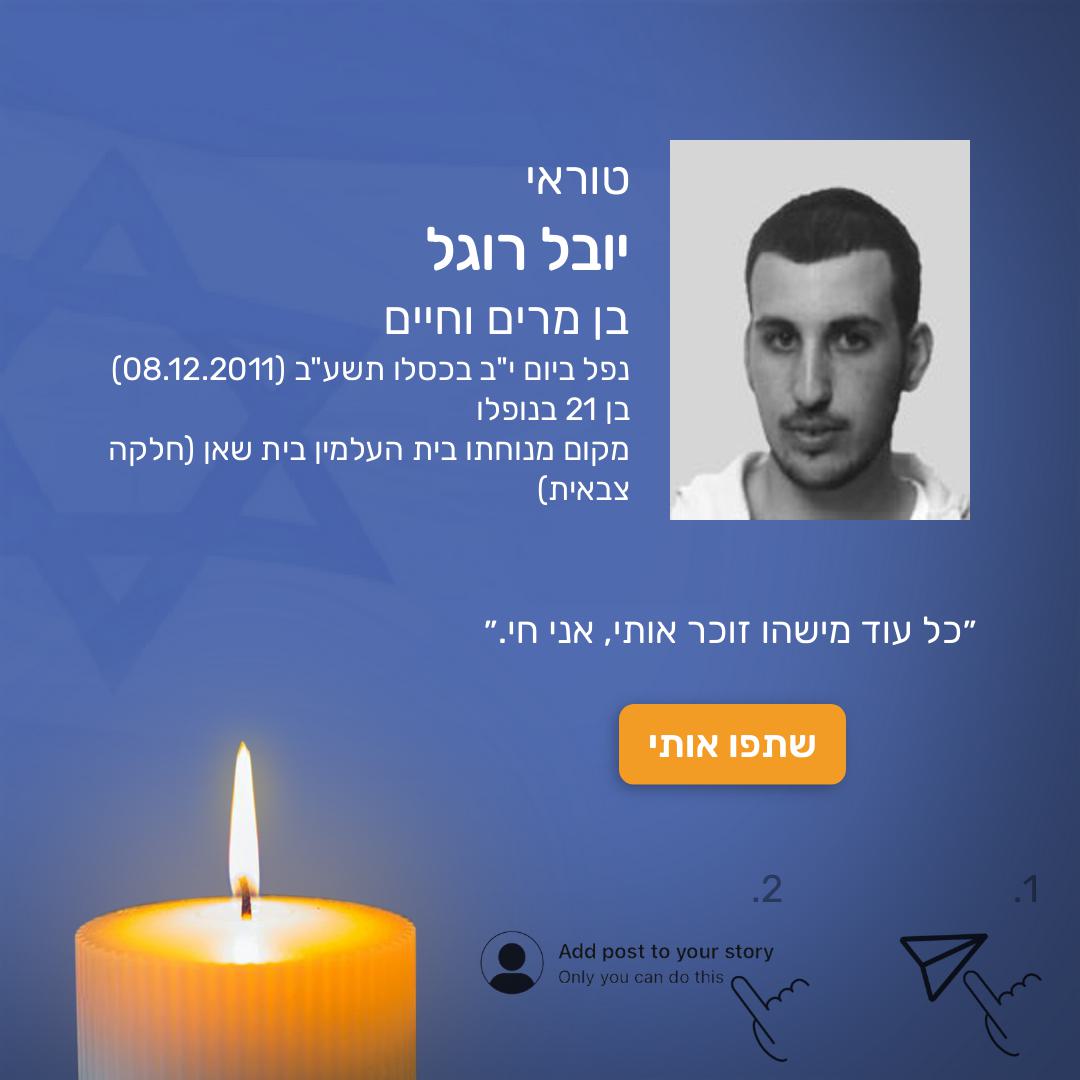 טוראי
יובל רוגל
בן מרים וחיים
נפל ביום י"ב בכסלו תשע"ב (08.12.2011)
בן 21 בנופלו
מקום מנוחתו בית העלמין בית שאן (חלקה
צבאית)
״כל עוד מישהו זוכר אותי, אני חי.״
שתפו אותי
.1
.2
Add post to your story
Only you can do this